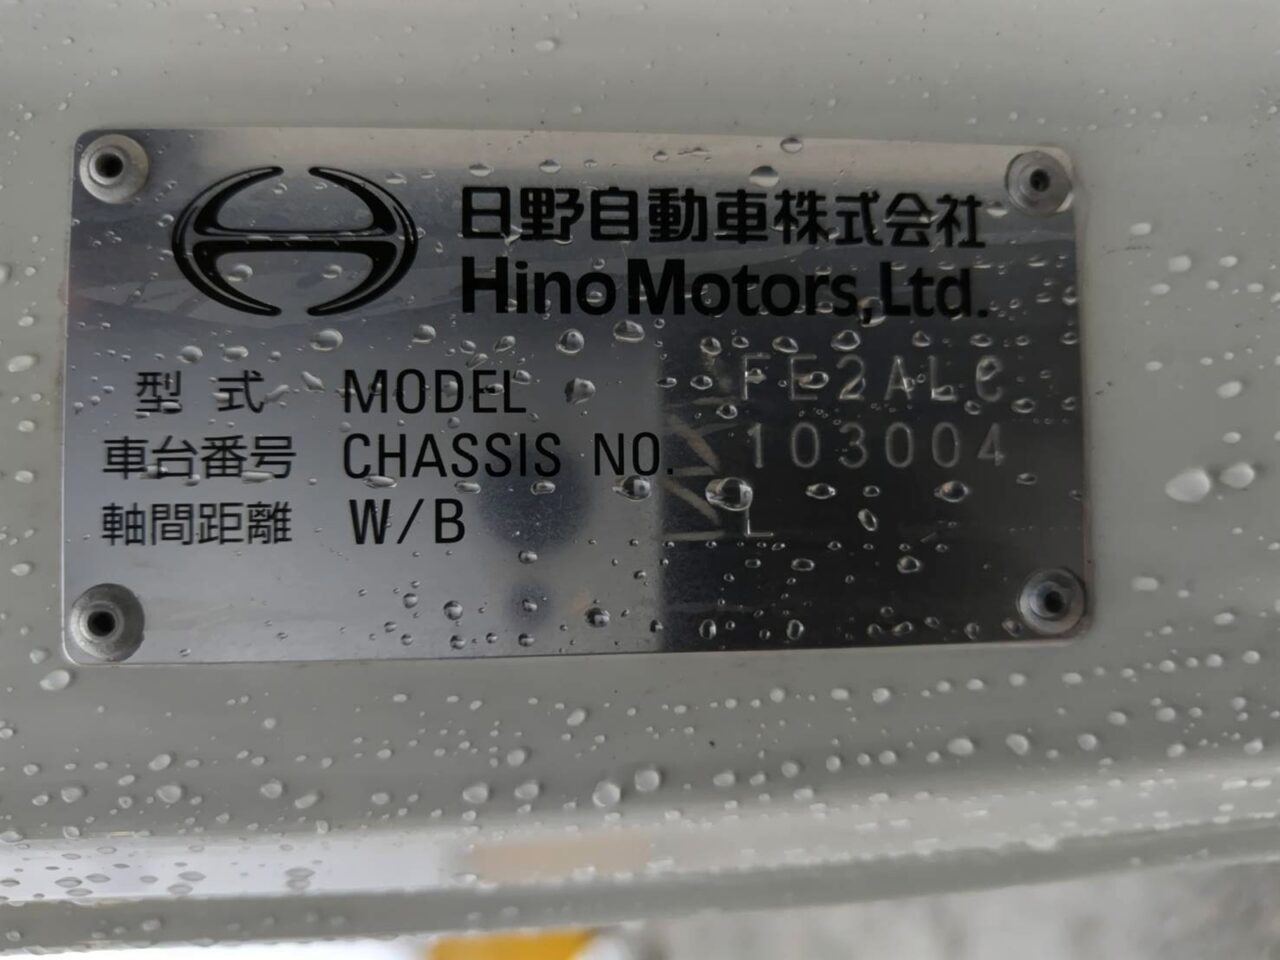 日野自動車株式会社
Hino Motors, Ltd.
型式 MODEL FE2ALC
車台番号 CHASSIS NO. 103004
軸間距離 W/B L